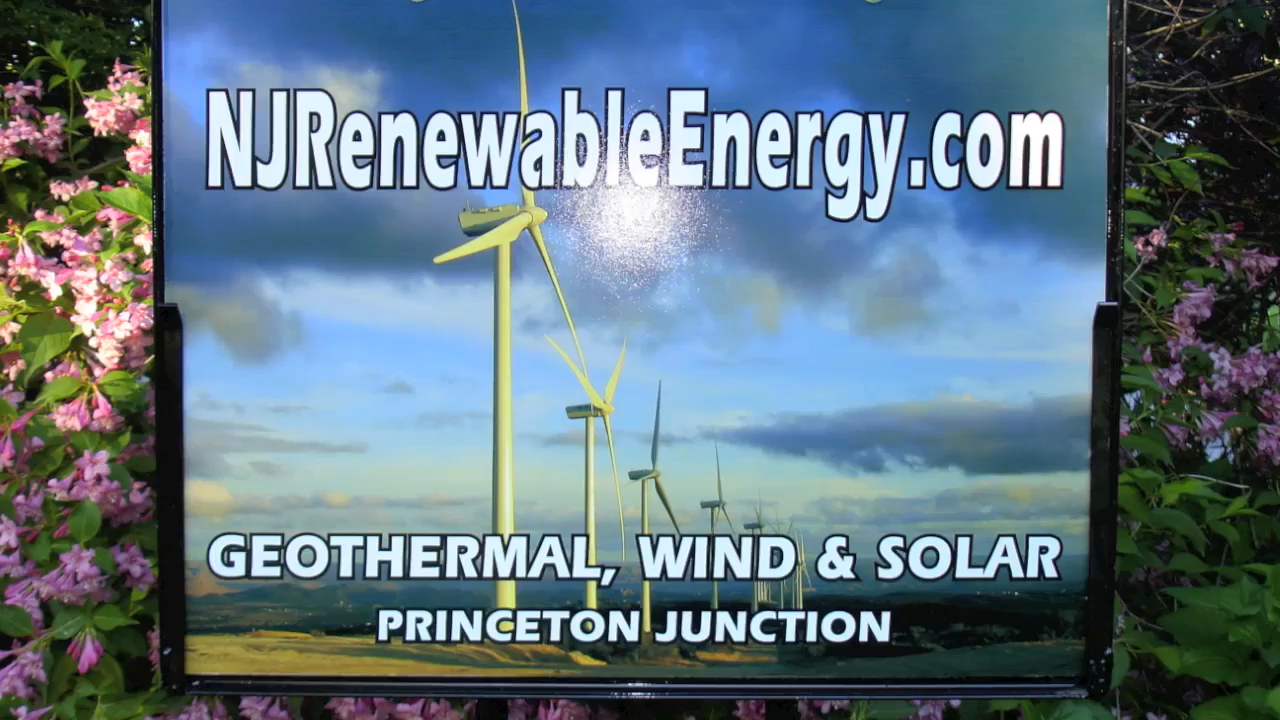 NJRenewableEnergy.com
GEOTHERMAL, WIND & SOLAR
PRINCETON JUNCTION